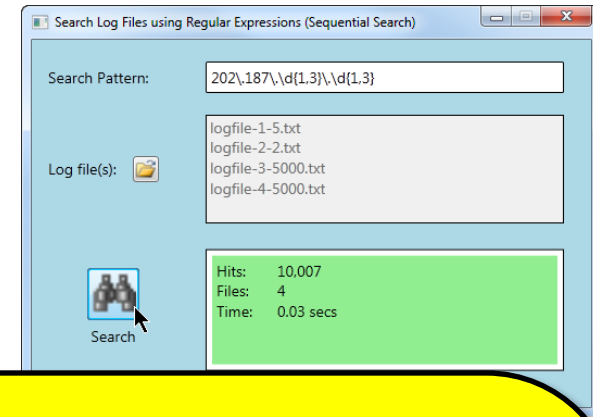 Search Log Files using Regular Expressions (Sequential Search)
Search Pattern: 202\.187\.\d{1,3}\.\d{1,3}
logfile-1-5.txt
logfile-2-2.txt
Log file(s): logfile-3-5000.txt
logfile-4-5000.txt
Hits: 10,007
Files: 4
Time: 0.03 secs
Search